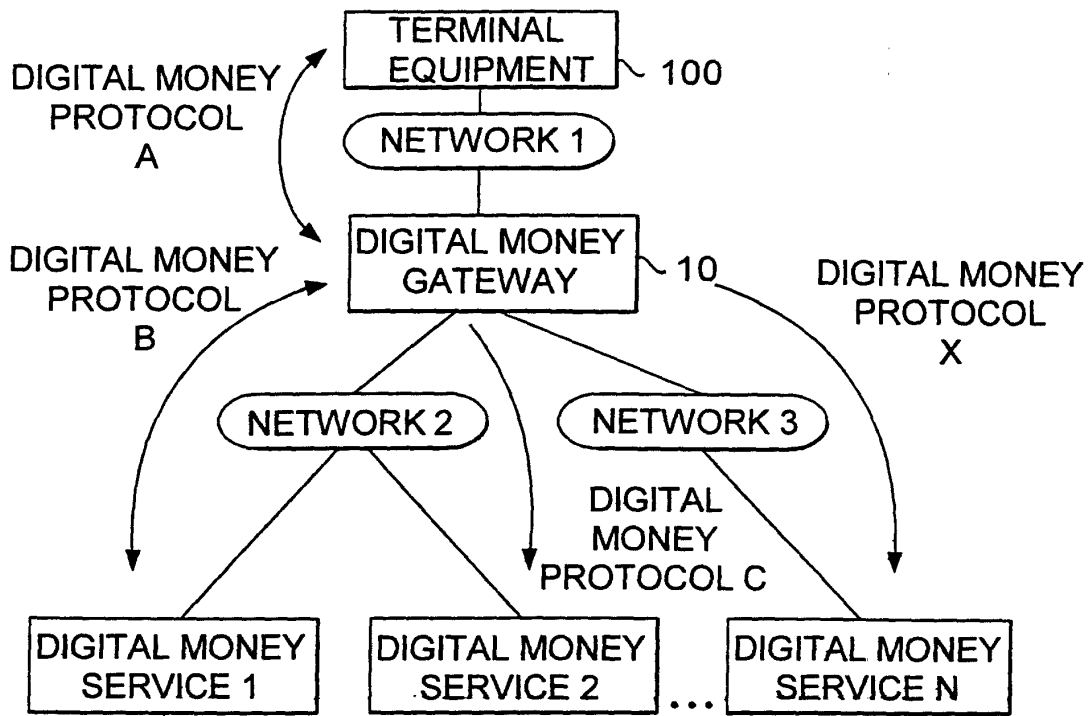 TERMINAL
EQUIPMENT
100
DIGITAL MONEY
PROTOCOL
A
NETWORK 1
DIGITAL MONEY
GATEWAY
10
DIGITAL MONEY
PROTOCOL
B
DIGITAL MONEY
PROTOCOL
X
NETWORK 2
NETWORK 3
DIGITAL
MONEY
PROTOCOL C
DIGITAL MONEY
SERVICE 1
DIGITAL MONEY
SERVICE 2
...
DIGITAL MONEY
SERVICE N